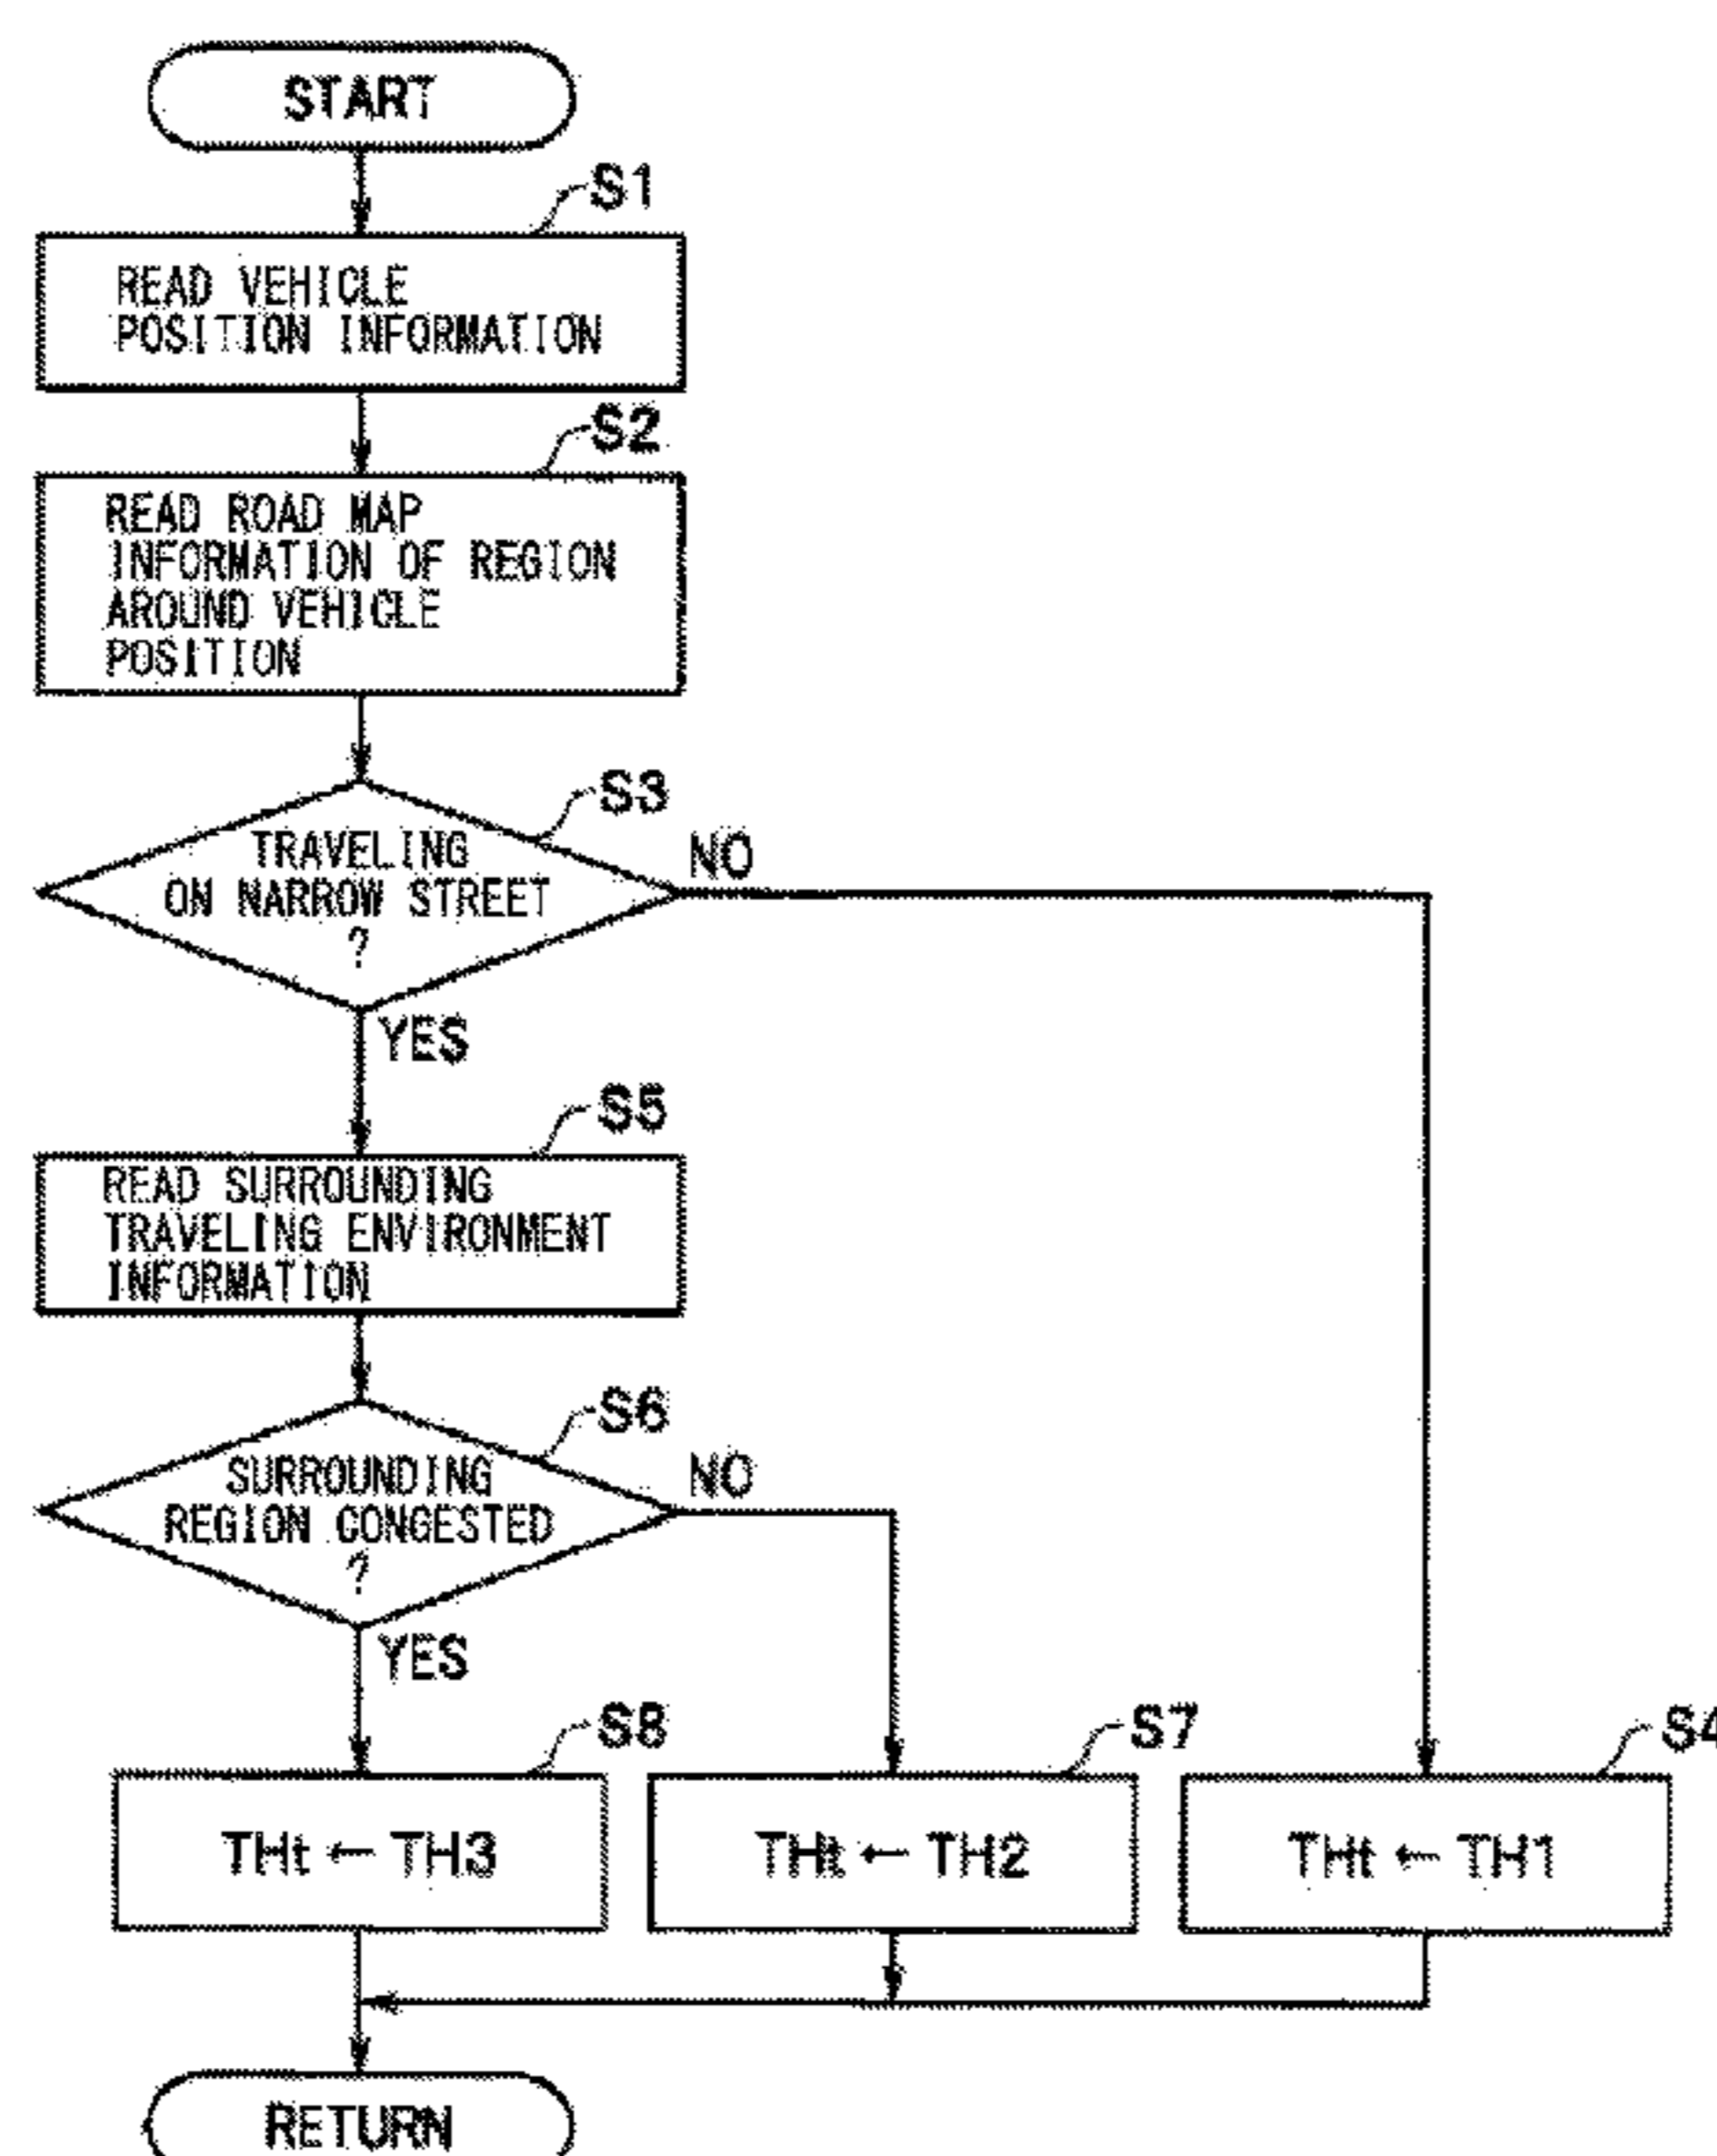 START
S1
READ VEHICLE
POSITION INFORMATION
S2
READ ROAD MAP
INFORMATION OF REGION
AROUND VEHICLE
POSITION
S3
TRAVELING
ON NARROW STREET
?
NO
YES
S5
READ SURROUNDING
TRAVELING ENVIRONMENT
INFORMATION
S6
SURROUNDING
REGION CONGESTED
?
NO
YES
S8
THt ← TH3
S7
THt ← TH2
S4
THt ← TH1
RETURN